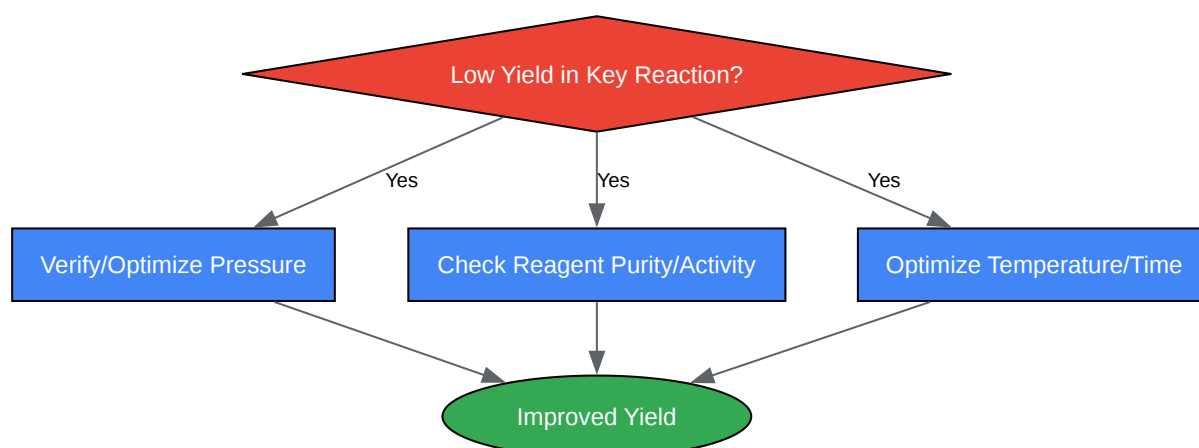 Low Yield in Key Reaction?
Yes
Yes
Yes
Verify/Optimize Pressure
Check Reagent Purity/Activity
Optimize Temperature/Time
Improved Yield